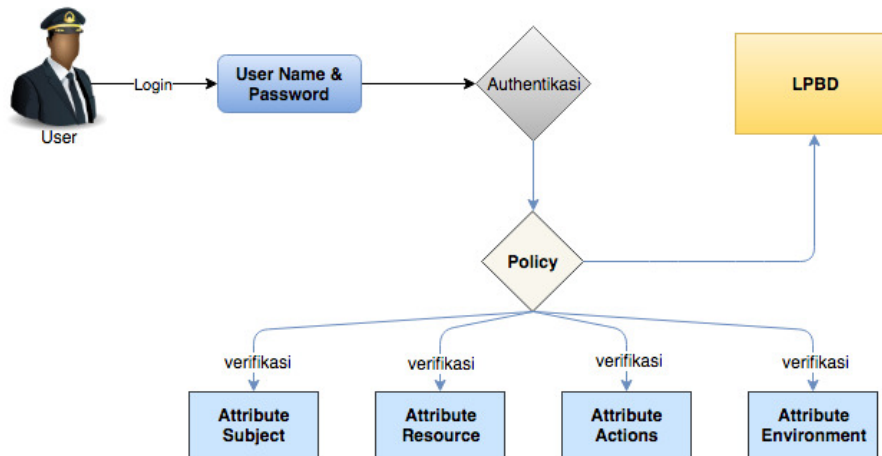 User
Login
User Name &
Password
Authentikasi
LPBD
Policy
verifikasi
verifikasi
verifikasi
verifikasi
Attribute
Subject
Attribute
Resource
Attribute
Actions
Attribute
Environment